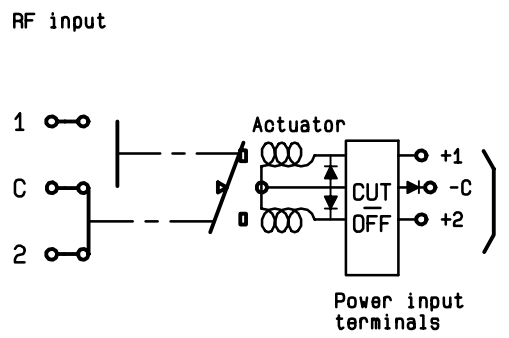 RF input
Actuator
1
+1
C
CUT
-C
OFF
+2
2
Power input
terminals